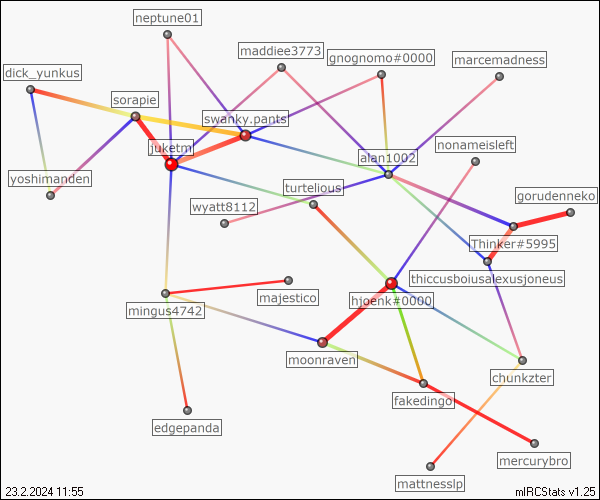 neptune01
maddiee3773
gnognomo#0000
marcemadness
dick_yunkus
sorapie
swanky.pants
juketm
alan1002
nonameisleft
yoshimanden
turtelious
gorudenneko
wyatt8112
Thinker#5995
thiccusboiusalexusjoneus
majestico
hjoenk#0000
mingus4742
moonraven
chunkzter
fakedingo
edgepanda
mercurybro
mattnesslp
23.2.2024 11:55
mIRCStats v1.25